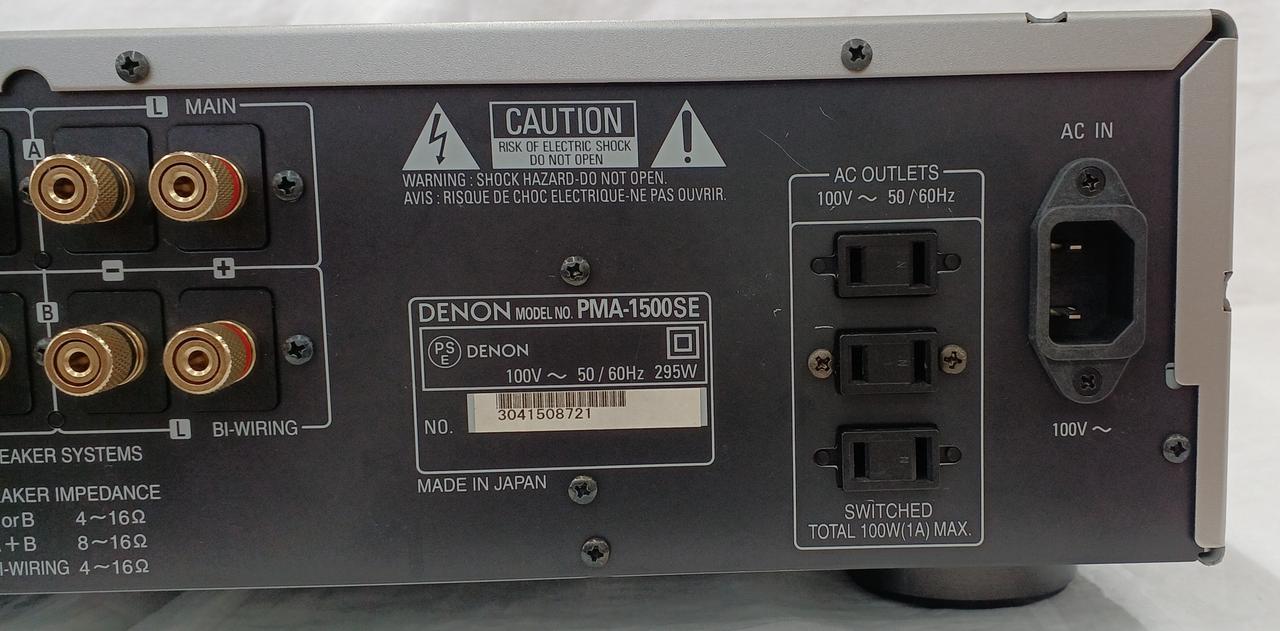 L MAIN
A
− +
B
L BI-WIRING
EAKER SYSTEMS
AKER IMPEDANCE
orB 4～16Ω
+B 8～16Ω
I-WIRING 4～16Ω
CAUTION
RISK OF ELECTRIC SHOCK
DO NOT OPEN
WARNING : SHOCK HAZARD-DO NOT OPEN.
AVIS : RISQUE DE CHOC ELECTRIQUE-NE PAS OUVRIR.
DENON MODEL NO. PMA-1500SE
PS
E
DENON
100V ～ 50 / 60Hz 295W
NO. 3041508721
MADE IN JAPAN
AC OUTLETS
100V ～ 50 / 60Hz
N
N
N
SWITCHED
TOTAL 100W(1A) MAX.
AC IN
100V ～